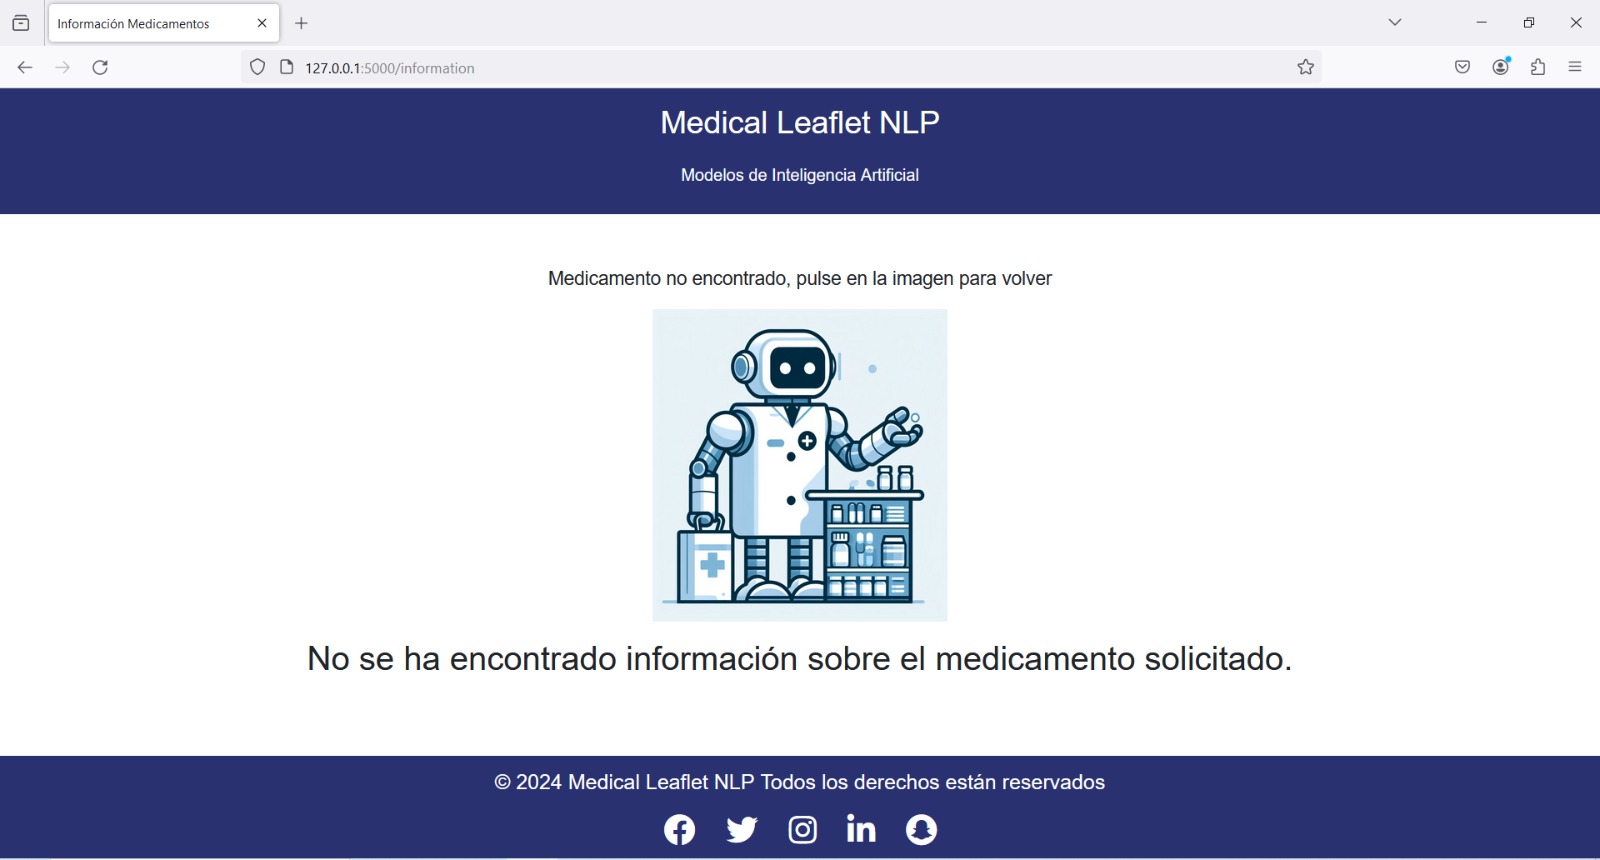 Información Medicamentos
127.0.0.1:5000/information
Medical Leaflet NLP
Modelos de Inteligencia Artificial
Medicamento no encontrado, pulse en la imagen para volver
No se ha encontrado información sobre el medicamento solicitado.
© 2024 Medical Leaflet NLP Todos los derechos están reservados